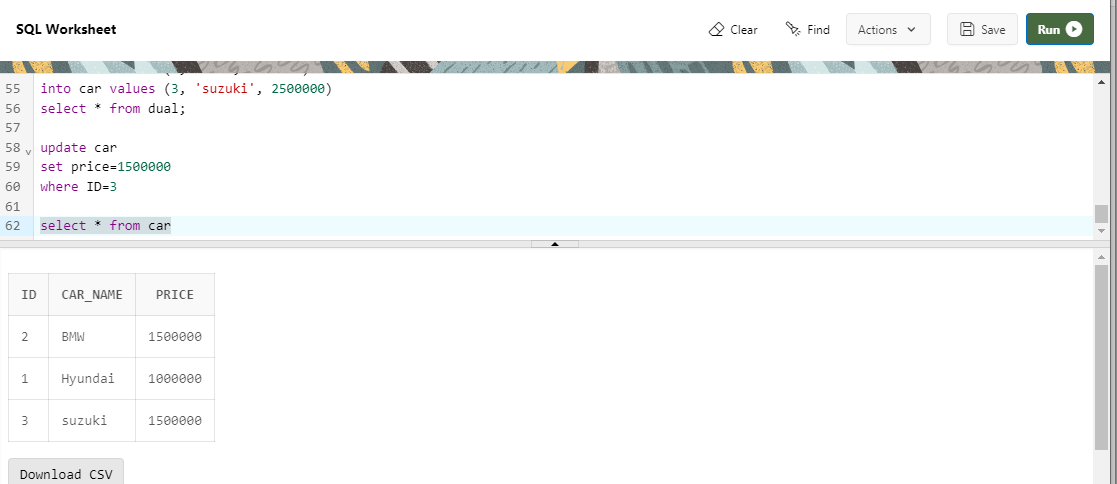 SQL Worksheet
Clear Find Actions Save Run
55 into car values (3, 'suzuki', 2500000)
56 select * from dual;
57
58 update car
59 set price=1500000
60 where ID=3
61
62 select * from car
ID CAR_NAME PRICE
2 BMW 1500000
1 Hyundai 1000000
3 suzuki 1500000
Download CSV